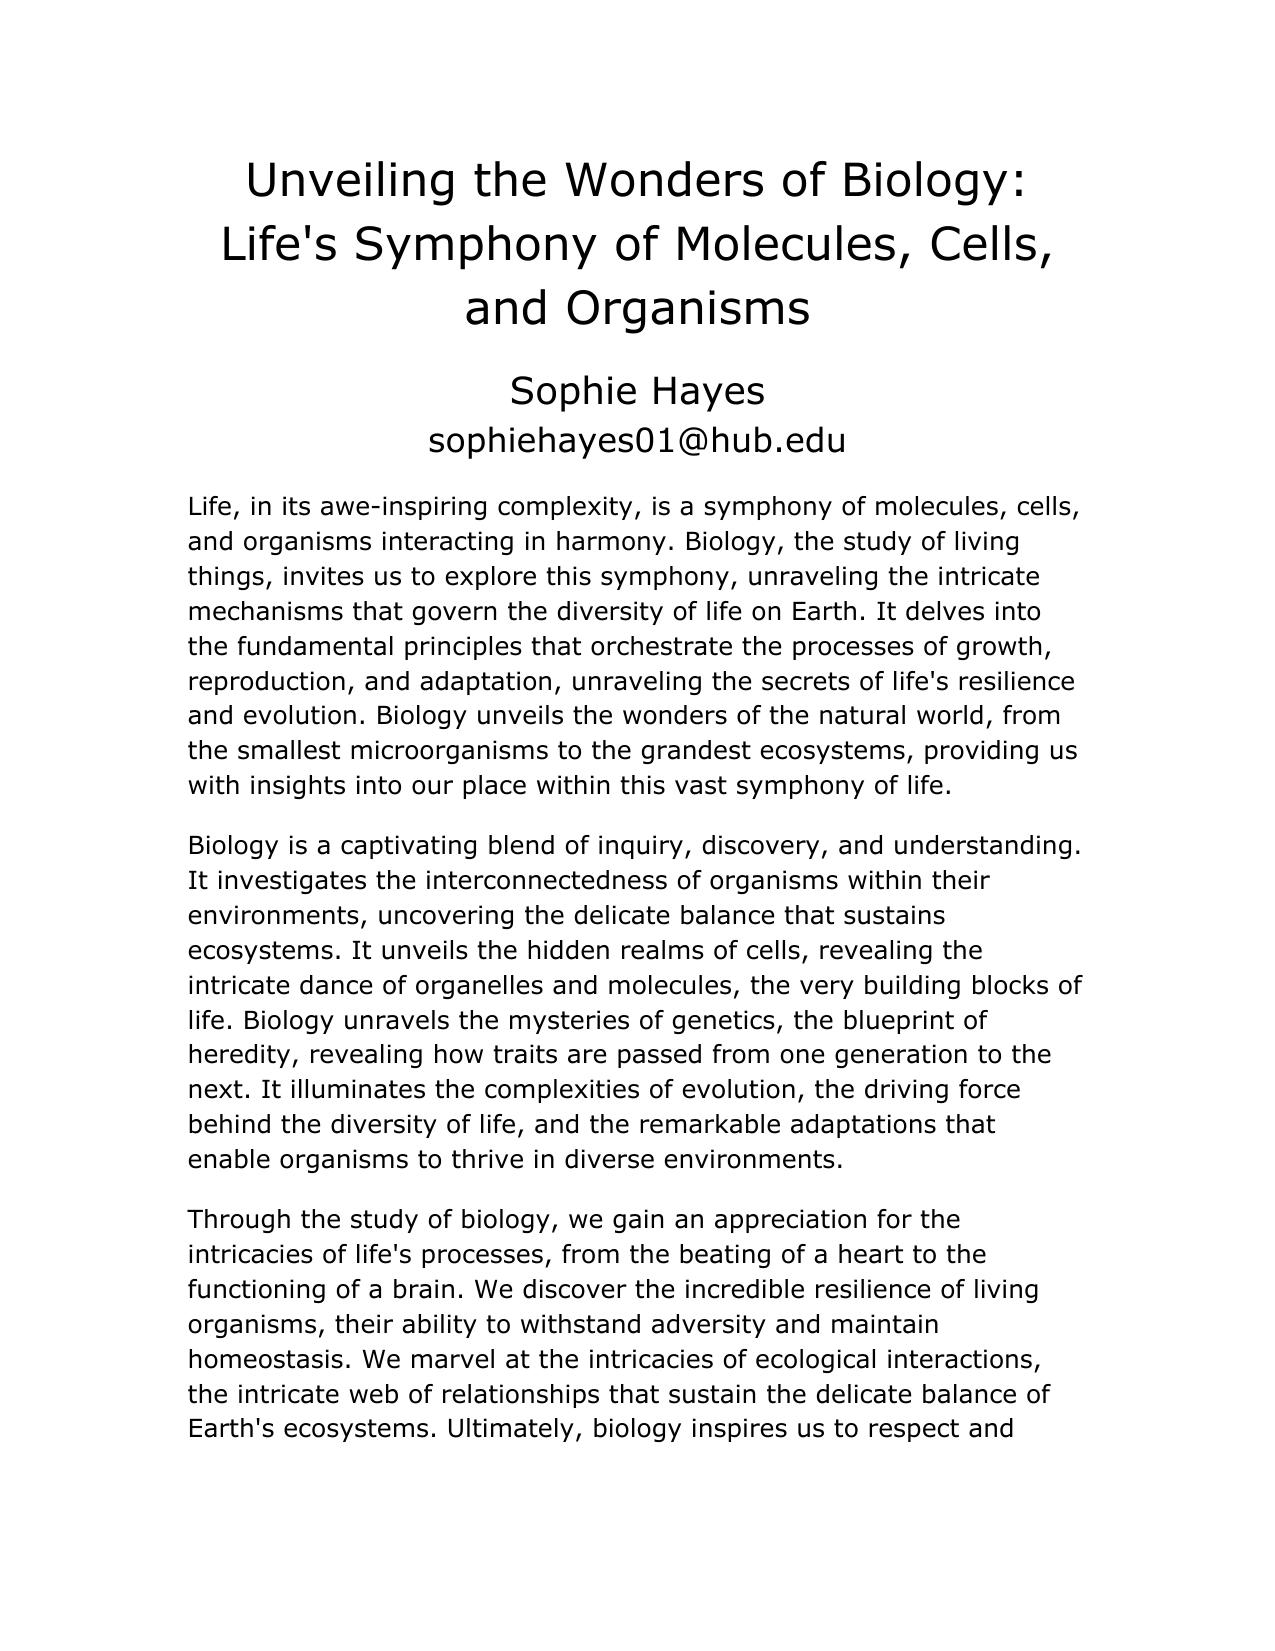 Unveiling the Wonders of Biology:
Life's Symphony of Molecules, Cells,
and Organisms
Sophie Hayes
sophiehayes01@hub.edu
Life, in its awe-inspiring complexity, is a symphony of molecules, cells,
and organisms interacting in harmony. Biology, the study of living
things, invites us to explore this symphony, unraveling the intricate
mechanisms that govern the diversity of life on Earth. It delves into
the fundamental principles that orchestrate the processes of growth,
reproduction, and adaptation, unraveling the secrets of life's resilience
and evolution. Biology unveils the wonders of the natural world, from
the smallest microorganisms to the grandest ecosystems, providing us
with insights into our place within this vast symphony of life.
Biology is a captivating blend of inquiry, discovery, and understanding.
It investigates the interconnectedness of organisms within their
environments, uncovering the delicate balance that sustains
ecosystems. It unveils the hidden realms of cells, revealing the
intricate dance of organelles and molecules, the very building blocks of
life. Biology unravels the mysteries of genetics, the blueprint of
heredity, revealing how traits are passed from one generation to the
next. It illuminates the complexities of evolution, the driving force
behind the diversity of life, and the remarkable adaptations that
enable organisms to thrive in diverse environments.
Through the study of biology, we gain an appreciation for the
intricacies of life's processes, from the beating of a heart to the
functioning of a brain. We discover the incredible resilience of living
organisms, their ability to withstand adversity and maintain
homeostasis. We marvel at the intricacies of ecological interactions,
the intricate web of relationships that sustain the delicate balance of
Earth's ecosystems. Ultimately, biology inspires us to respect and